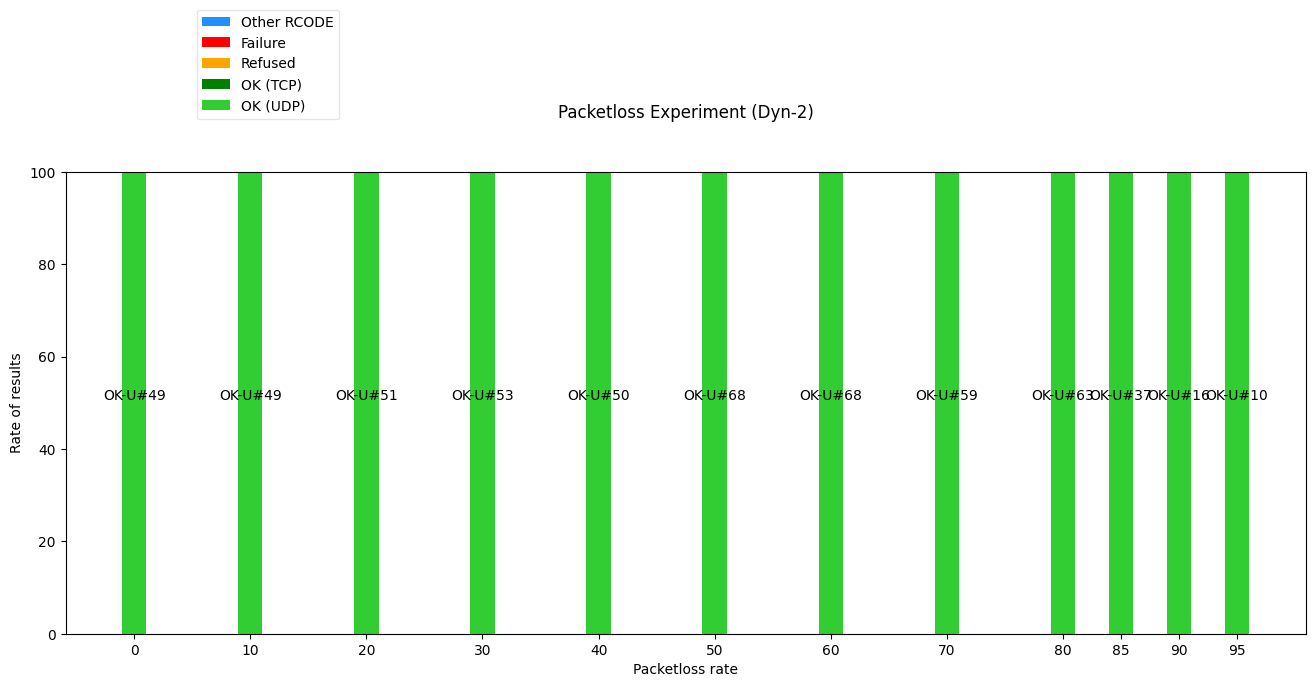 Other RCODE
Failure
Refused
OK (TCP)
OK (UDP)
Packetloss Experiment (Dyn-2)
Rate of results
100
80
60
40
20
0
OK-U#49 OK-U#49 OK-U#51 OK-U#53 OK-U#50 OK-U#68 OK-U#68 OK-U#59 OK-U#63 OK-U#37 OK-U#16 OK-U#10
0 10 20 30 40 50 60 70 80 85 90 95
Packetloss rate